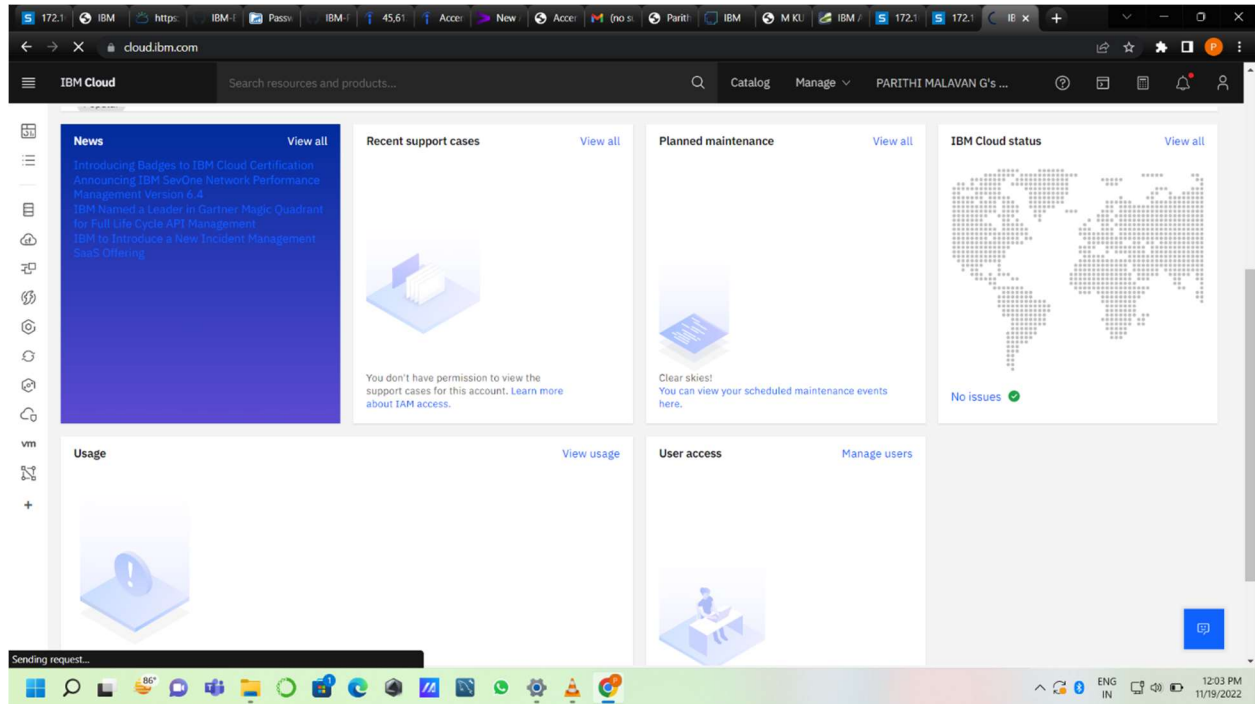 172.1
IBM
https:
IBM-(
Passw
IBM-F
45,61
Accer
New /
Accer
(no su
Parith
IBM
M KU
IBM /
172.1
172.1
IB
cloud.ibm.com
P
IBM Cloud
Search resources and products...
Catalog
Manage
PARITHI MALAVAN G's ...
News
View all
Introducing Badges to IBM Cloud Certification
Announcing IBM SevOne Network Performance
Management Version 6.4
IBM Named a Leader in Gartner Magic Quadrant
for Full Life Cycle API Management
IBM to Introduce a New Incident Management
SaaS Offering
Recent support cases
View all
You don't have permission to view the
support cases for this account. Learn more
about IAM access.
Planned maintenance
View all
Clear skies!
You can view your scheduled maintenance events
here.
IBM Cloud status
View all
No issues
vm
Usage
View usage
User access
Manage users
Sending request...
86°
1
ENG
IN
12:03 PM
11/19/2022